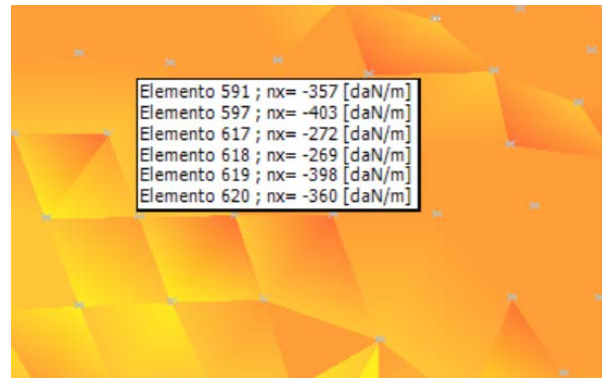 Elemento 591 ; nx= -357 [daN/m]
Elemento 597 ; nx= -403 [daN/m]
Elemento 617 ; nx= -272 [daN/m]
Elemento 618 ; nx= -269 [daN/m]
Elemento 619 ; nx= -398 [daN/m]
Elemento 620 ; nx= -360 [daN/m]